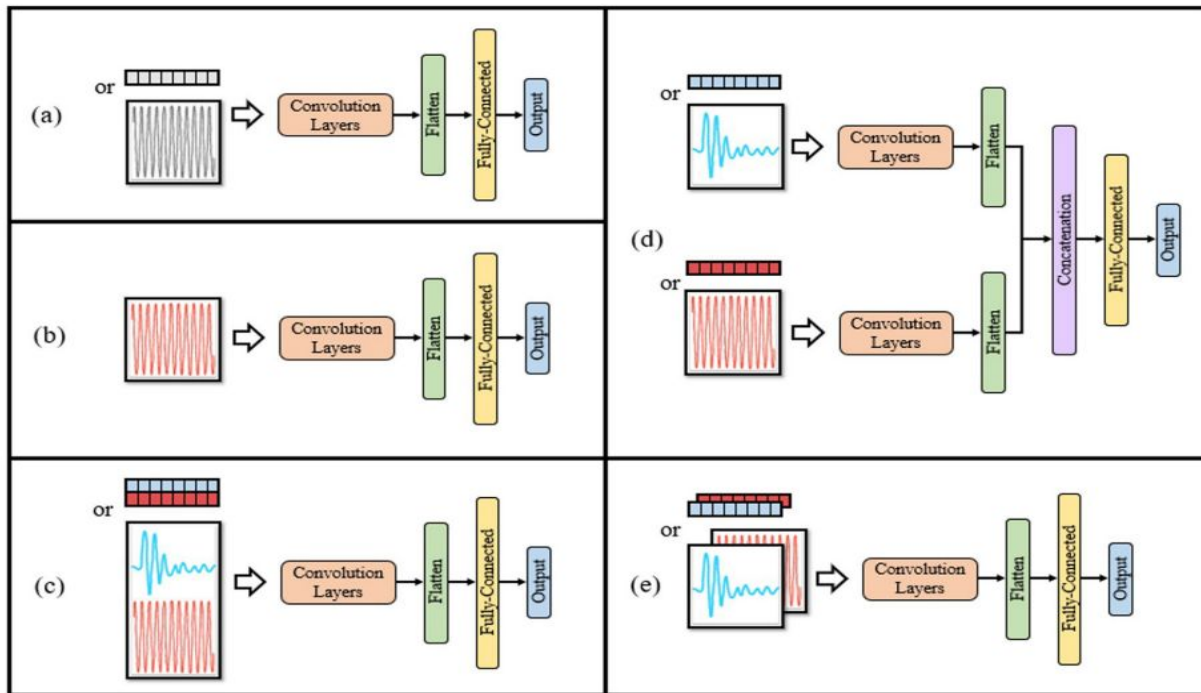 (a)
or
Convolution
Layers
Flatten
Fully-Connected
Output
(b)
Convolution
Layers
Flatten
Fully-Connected
Output
(c)
or
Convolution
Layers
Flatten
Fully-Connected
Output
(d)
or
Convolution
Layers
Flatten
or
Convolution
Layers
Flatten
Concatenation
Fully-Connected
Output
(e)
or
Convolution
Layers
Flatten
Fully-Connected
Output